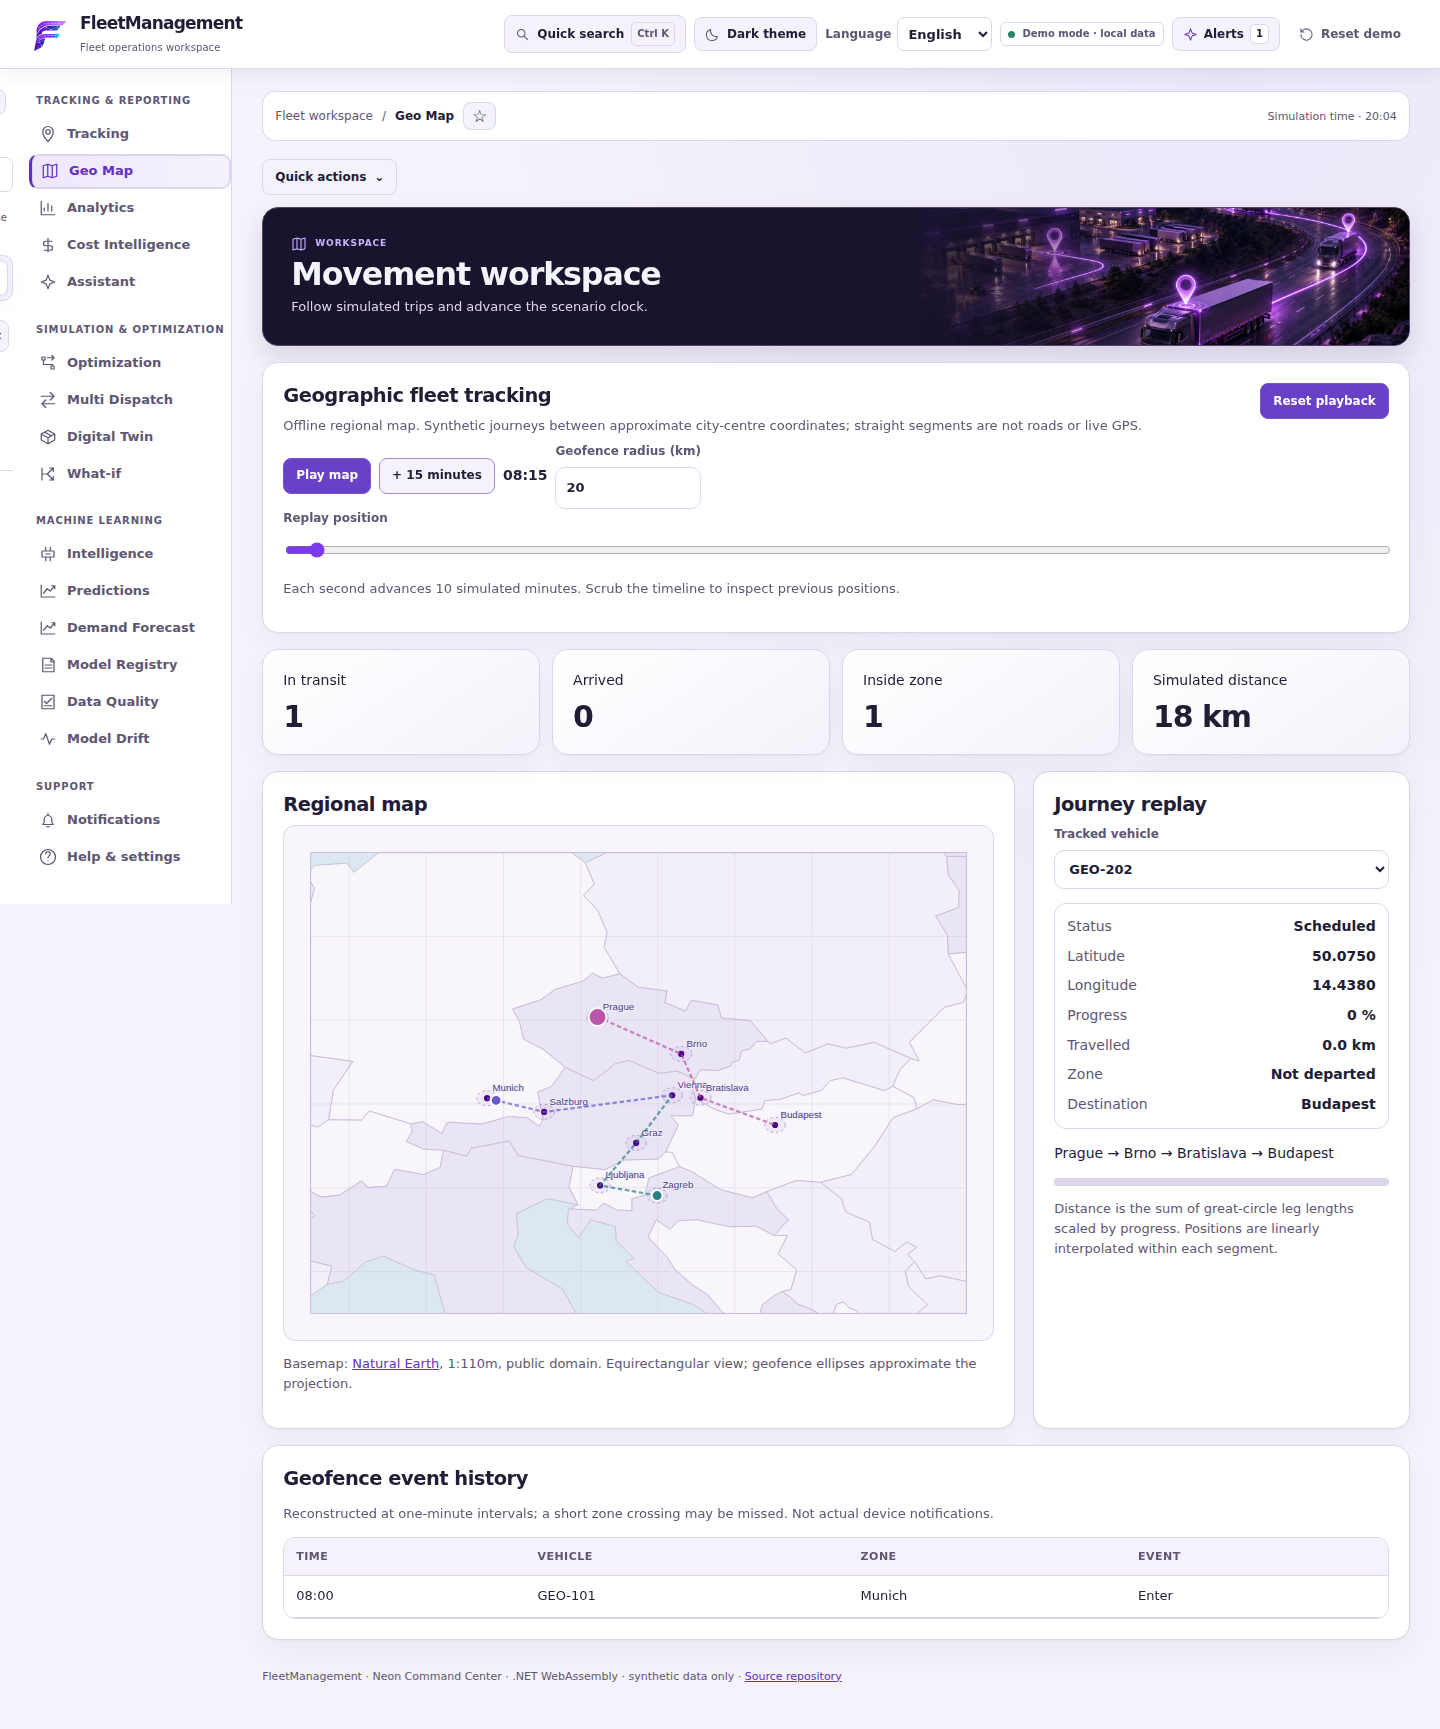 FleetManagement
Fleet operations workspace
Quick search Ctrl K
Dark theme
Language English
Demo mode · local data
Alerts 1
Reset demo
TRACKING & REPORTING
Tracking
Geo Map
Analytics
Cost Intelligence
Assistant
SIMULATION & OPTIMIZATION
Optimization
Multi Dispatch
Digital Twin
What-if
MACHINE LEARNING
Intelligence
Predictions
Demand Forecast
Model Registry
Data Quality
Model Drift
SUPPORT
Notifications
Help & settings
Fleet workspace / Geo Map ☆
Simulation time · 20:04
Quick actions
WORKSPACE
Movement workspace
Follow simulated trips and advance the scenario clock.
Geographic fleet tracking
Reset playback
Offline regional map. Synthetic journeys between approximate city-centre coordinates; straight segments are not roads or live GPS.
Play map
+ 15 minutes
08:15
Geofence radius (km)
20
Replay position
Each second advances 10 simulated minutes. Scrub the timeline to inspect previous positions.
In transit
1
Arrived
0
Inside zone
1
Simulated distance
18 km
Regional map
Prague
Brno
Munich
Vienna
Bratislava
Salzburg
Budapest
Graz
Ljubljana
Zagreb
Basemap: Natural Earth, 1:110m, public domain. Equirectangular view; geofence ellipses approximate the
projection.
Journey replay
Tracked vehicle
GEO-202
Status Scheduled
Latitude 50.0750
Longitude 14.4380
Progress 0 %
Travelled 0.0 km
Zone Not departed
Destination Budapest
Prague → Brno → Bratislava → Budapest
Distance is the sum of great-circle leg lengths
scaled by progress. Positions are linearly
interpolated within each segment.
Geofence event history
Reconstructed at one-minute intervals; a short zone crossing may be missed. Not actual device notifications.
TIME VEHICLE ZONE EVENT
08:00 GEO-101 Munich Enter
FleetManagement · Neon Command Center · .NET WebAssembly · synthetic data only · Source repository